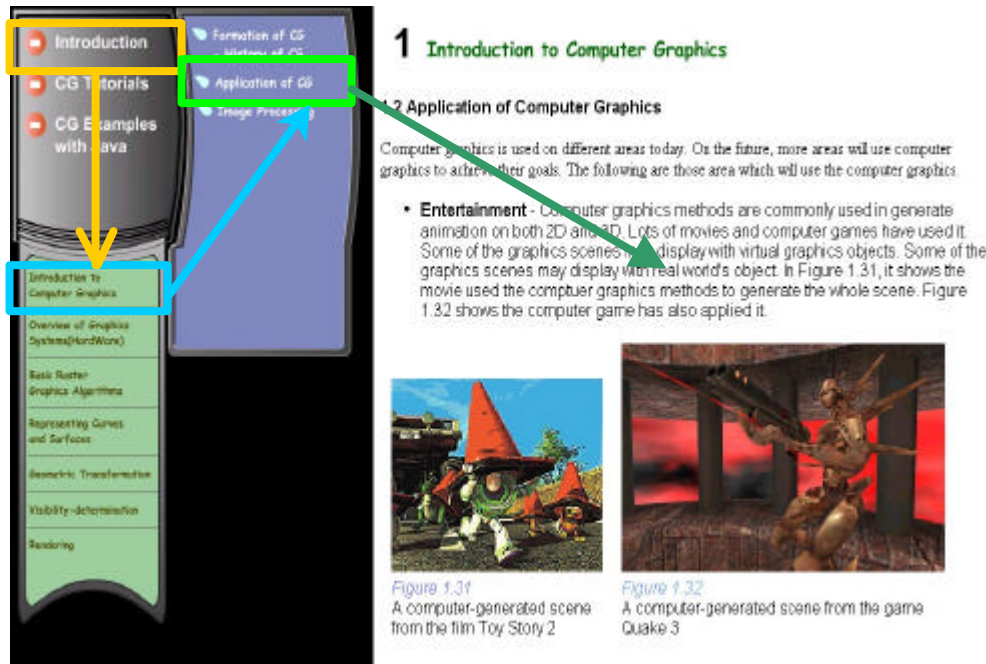 Introduction
CG Tutorials
CG Examples
with Java
Formation of CG
- History of CG
Application of CG
Image Processing
Introduction to
Computer Graphics
Overview of Graphics
Systems(HardWare)
Basic Raster
Graphics Algorithms
Representing Curves
and Surfaces
Geometric Transformation
Visibility-determination
Rendering
1 Introduction to Computer Graphics
1.2 Application of Computer Graphics
Computer graphics is used on different areas today. On the future, more areas will use computer
graphics to achieve their goals. The following are those area which will use the computer graphics.
• Entertainment - Computer graphics methods are commonly used in generate
animation on both 2D and 3D. Lots of movies and computer games have used it.
Some of the graphics scenes may display with virtual graphics objects. Some of the
graphics scenes may display with real world's object. In Figure 1.31, it shows the
movie used the comptuer graphics methods to generate the whole scene. Figure
1.32 shows the computer game has also applied it.
Figure 1.31
A computer-generated scene
from the film Toy Story 2
Figure 1.32
A computer-generated scene from the game
Quake 3